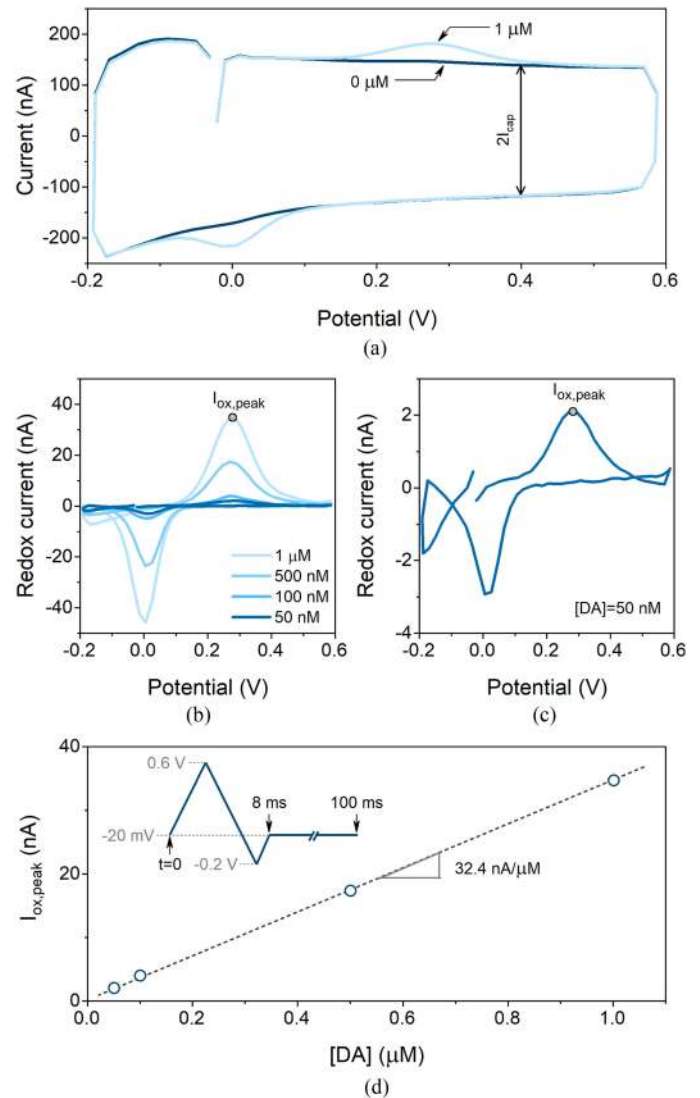 200
100
0
-100
-200
Current (nA)
1 μM
0 μM
2I_cap
-0.2
0.0
0.2
0.4
0.6
Potential (V)
(a)
40
20
0
-20
-40
Redox current (nA)
I_ox,peak
1 μM
500 nM
100 nM
50 nM
-0.2
0.0
0.2
0.4
0.6
Potential (V)
(b)
2
0
-2
-4
Redox current (nA)
I_ox,peak
[DA]=50 nM
-0.2
0.0
0.2
0.4
0.6
Potential (V)
(c)
40
20
0
I_ox,peak (nA)
0.6 V
-20 mV
t=0
-0.2 V
8 ms
100 ms
32.4 nA/μM
0.0
0.2
0.4
0.6
0.8
1.0
[DA] (μM)
(d)